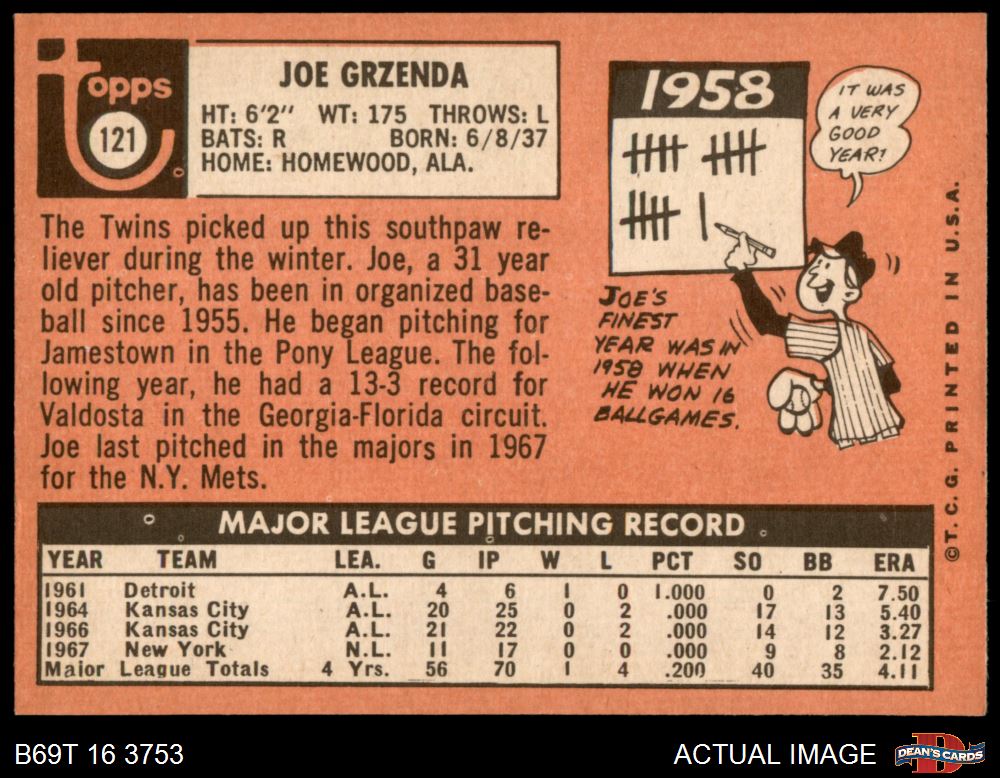 topps
121
JOE GRZENDA
HT: 6'2" WT: 175 THROWS: L
BATS: R BORN: 6/8/37
HOME: HOMEWOOD, ALA.
The Twins picked up this southpaw re-
liever during the winter. Joe, a 31 year
old pitcher, has been in organized base-
ball since 1955. He began pitching for
Jamestown in the Pony League. The fol-
lowing year, he had a 13-3 record for
Valdosta in the Georgia-Florida circuit.
Joe last pitched in the majors in 1967
for the N.Y. Mets.
1958
IT WAS
A VERY
GOOD
YEAR!
JOE'S
FINEST
YEAR WAS IN
1958 WHEN
HE WON 16
BALLGAMES.
©T.C.G. PRINTED IN U.S.A.
MAJOR LEAGUE PITCHING RECORD
YEAR TEAM LEA. G IP W L PCT SO BB ERA
1961 Detroit A.L. 4 6 1 0 1.000 0 2 7.50
1964 Kansas City A.L. 20 25 0 2 .000 17 13 5.40
1966 Kansas City A.L. 21 22 0 2 .000 14 12 3.27
1967 New York N.L. 11 17 0 0 .000 9 8 2.12
Major League Totals 4 Yrs. 56 70 1 4 .200 40 35 4.11
B69T 16 3753
ACTUAL IMAGE
DEAN'S CARDS